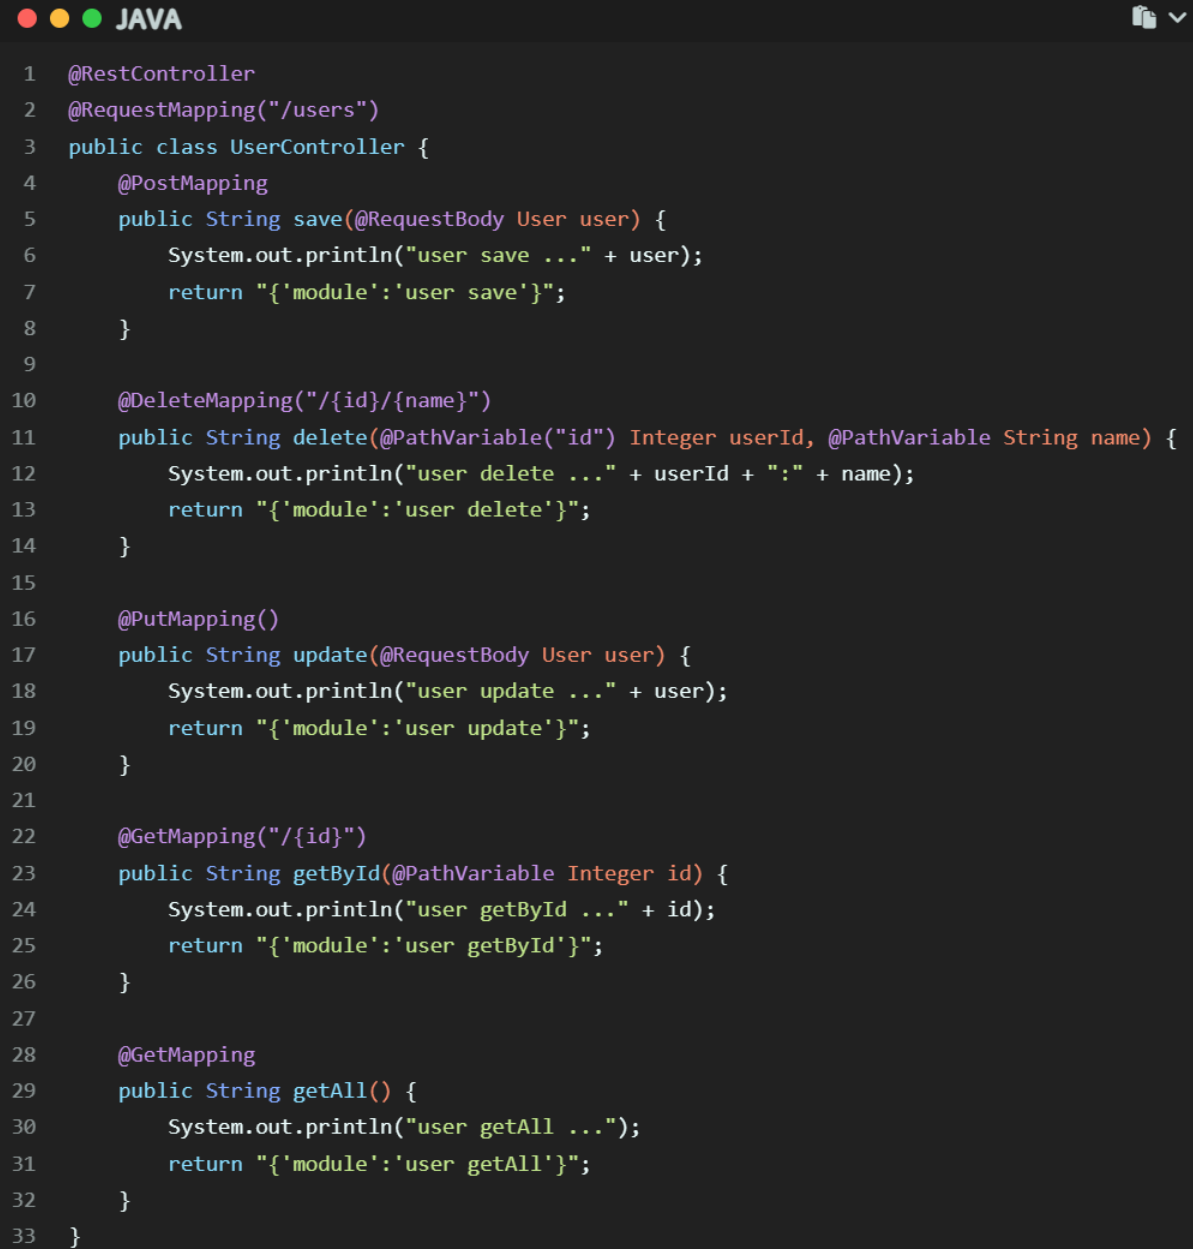 JAVA
1 @RestController
2 @RequestMapping("/users")
3 public class UserController {
4     @PostMapping
5     public String save(@RequestBody User user) {
6         System.out.println("user save ..." + user);
7         return "{'module':'user save'}";
8     }
9
10     @DeleteMapping("/{id}/{name}")
11     public String delete(@PathVariable("id") Integer userId, @PathVariable String name) {
12         System.out.println("user delete ..." + userId + ":" + name);
13         return "{'module':'user delete'}";
14     }
15
16     @PutMapping()
17     public String update(@RequestBody User user) {
18         System.out.println("user update ..." + user);
19         return "{'module':'user update'}";
20     }
21
22     @GetMapping("/{id}")
23     public String getById(@PathVariable Integer id) {
24         System.out.println("user getById ..." + id);
25         return "{'module':'user getById'}";
26     }
27
28     @GetMapping
29     public String getAll() {
30         System.out.println("user getAll ...");
31         return "{'module':'user getAll'}";
32     }
33 }